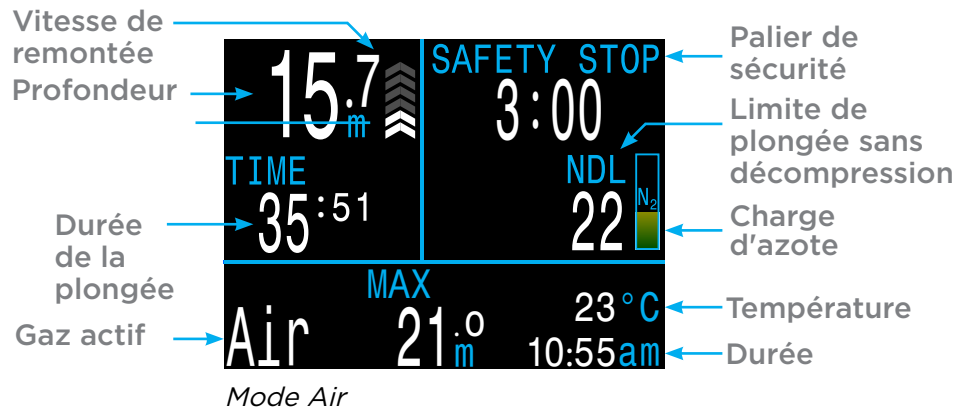 Vitesse de
remontée
Profondeur
15.7
m
TIME
35:51
SAFETY STOP
3:00
NDL
22
N2
Palier de
sécurité
Limite de
plongée sans
décompression
Charge
d'azote
Durée
de la
plongée
Gaz actif
Air
MAX
21.0
m
23°C
10:55am
Température
Durée
Mode Air